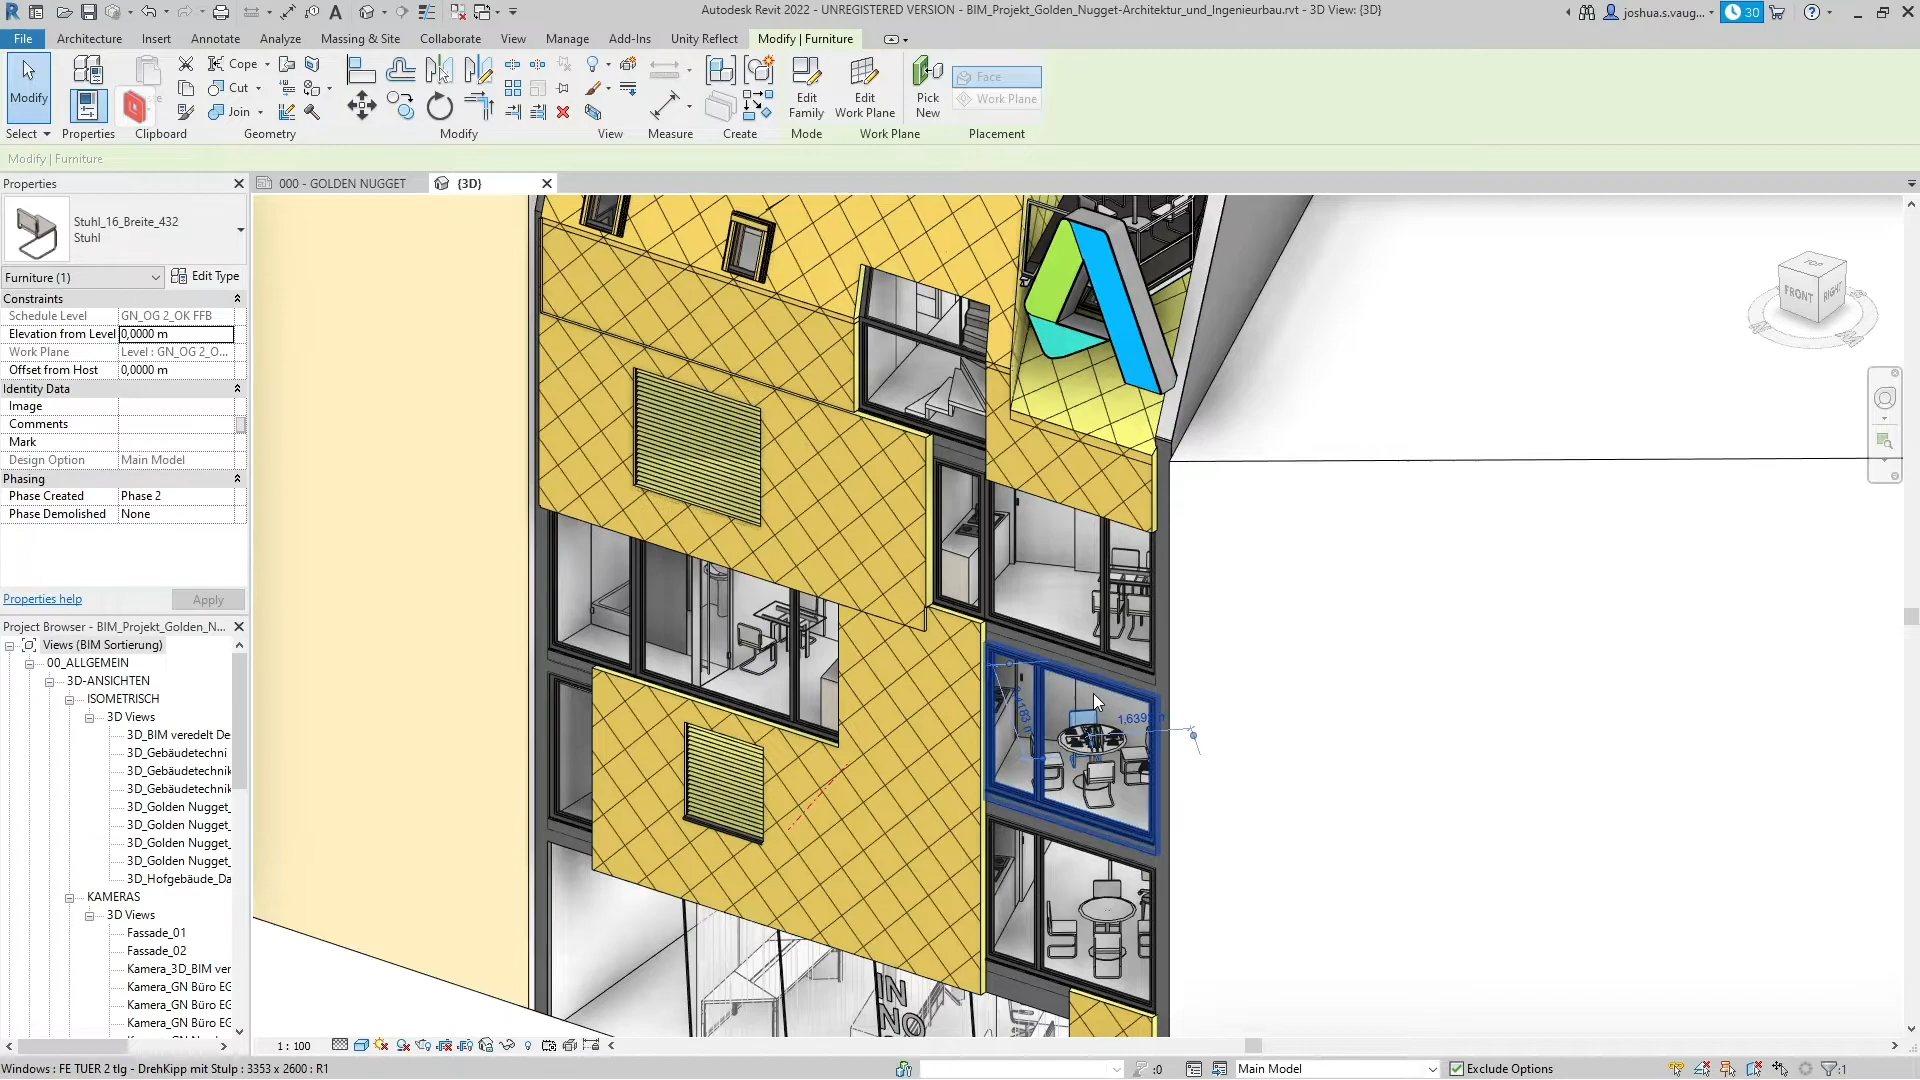 Autodesk Revit 2022 - UNREGISTERED VERSION - BIM_Projekt_Golden_Nugget-Architektur_und_Ingenieurbau.rvt - 3D View: {3D}
joshua.s.vaug...
30
File Architecture Insert Annotate Analyze Massing & Site Collaborate View Manage Add-Ins Unity Reflect Modify | Furniture
Modify
Cope
Cut
Join
Edit Family
Edit Work Plane
Pick New
Face
Work Plane
Select Properties Clipboard Geometry Modify View Measure Create Mode Work Plane Placement
Modify | Furniture
Properties
000 - GOLDEN NUGGET
{3D}
Stuhl_16_Breite_432
Stuhl
Furniture (1)
Edit Type
Constraints
Schedule Level GN_OG 2_OK FFB
Elevation from Level 0,0000 m
Work Plane Level : GN_OG 2_O...
Offset from Host 0,0000 m
Identity Data
Image
Comments
Mark
Design Option Main Model
Phasing
Phase Created Phase 2
Phase Demolished None
Properties help
Apply
Project Browser - BIM_Projekt_Golden_N...
Views (BIM Sortierung)
00_ALLGEMEIN
3D-ANSICHTEN
ISOMETRISCH
3D Views
3D_BIM veredelt De
3D_Gebäudetechni
3D_Gebäudetechnik
3D_Gebäudetechnik
3D_Golden Nugget_
3D_Golden Nugget_
3D_Golden Nugget_
3D_Golden Nugget_
3D_Hofgebäude_Da
KAMERAS
3D Views
Fassade_01
Fassade_02
Kamera_3D_BIM ver
Kamera_GN Büro EG
Kamera_GN Büro EG
Kamera_GN Büro EG
TOP
FRONT
RIGHT
IN
NO
1 : 100
Windows : FE TUER 2 tlg - DrehKipp mit Stulp : 3353 x 2600 : R1
:0
Main Model
Exclude Options
:1